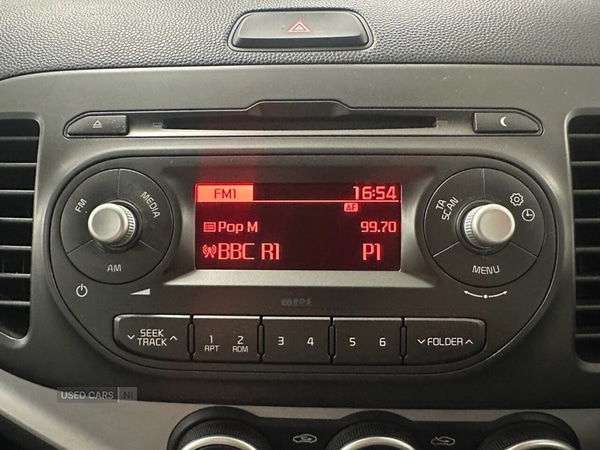 FM1 16:54
AF
Pop M 99.70
BBC R1 P1
FM MEDIA
AM
TA SCAN
MENU
RDS
SEEK TRACK
1 RPT 2 RDM 3 4 5 6
FOLDER
USED CARS NI